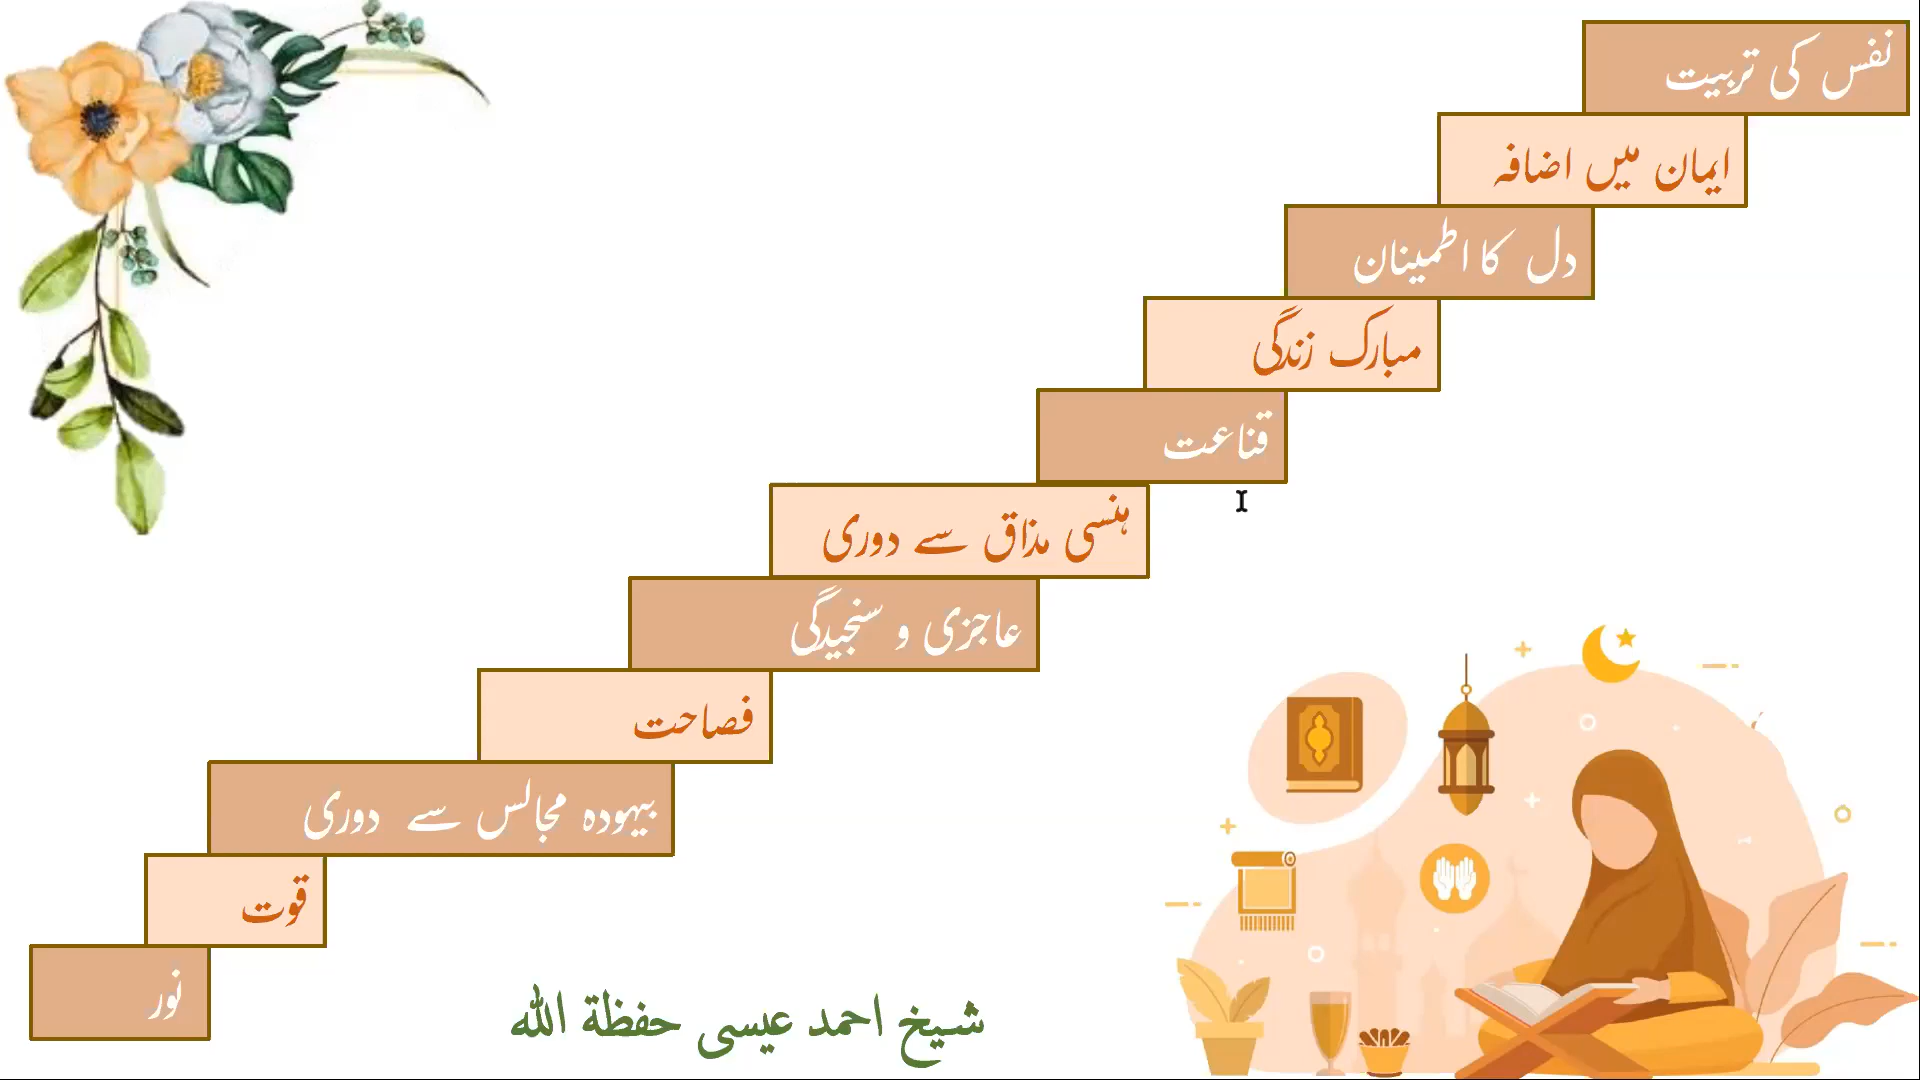 نفس کی تربیت
ایمان میں اضافہ
دل کا اطمینان
مبارک زندگی
قناعت
ہنسی مذاق سے دوری
عاجزی و سنجیدگی
فصاحت
بیہودہ مجالس سے دوری
قوت
نور
شیخ احمد عیسی حفظة اللہ